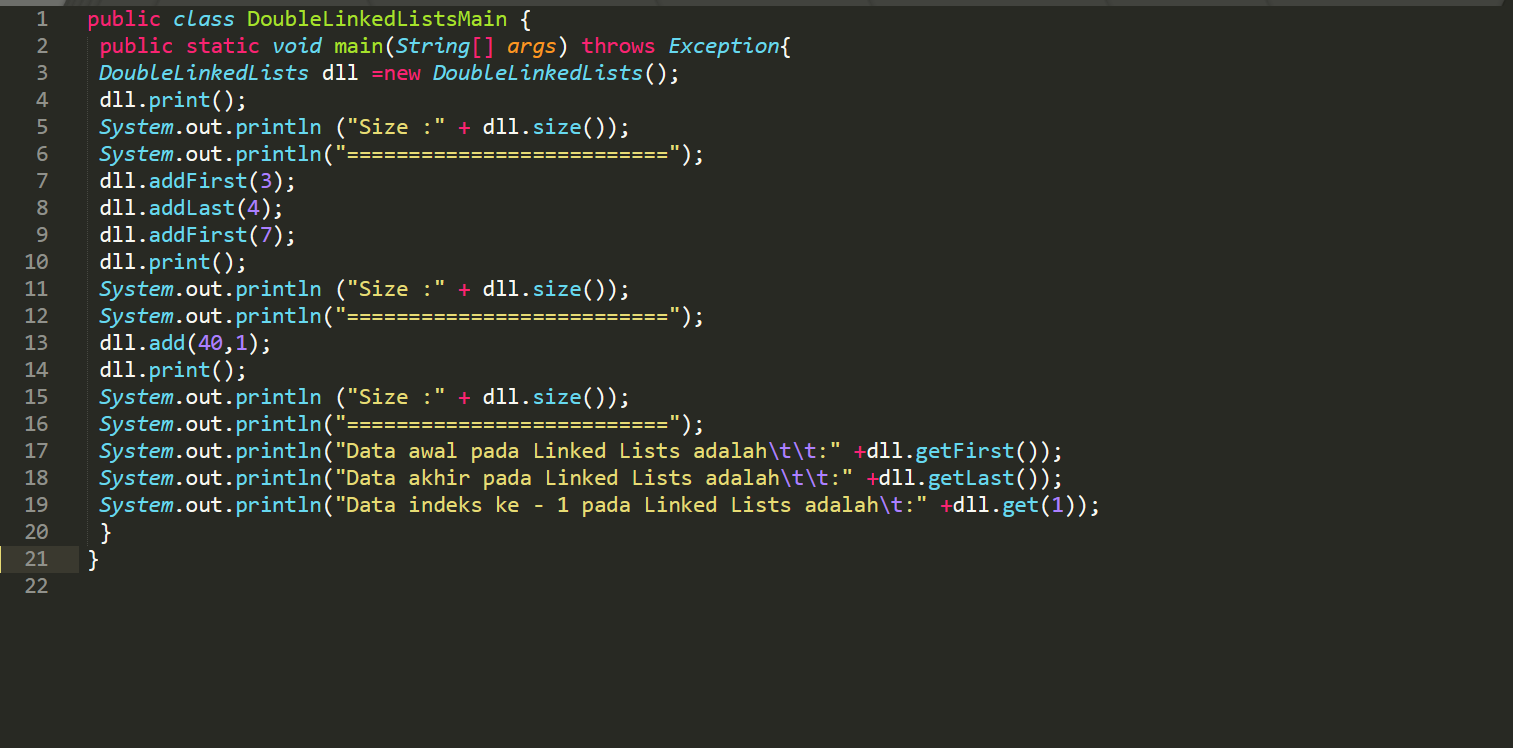 1 public class DoubleLinkedListsMain {
2 public static void main(String[] args) throws Exception{
3 DoubleLinkedLists dll =new DoubleLinkedLists();
4 dll.print();
5 System.out.println ("Size :" + dll.size());
6 System.out.println("==========================");
7 dll.addFirst(3);
8 dll.addLast(4);
9 dll.addFirst(7);
10 dll.print();
11 System.out.println ("Size :" + dll.size());
12 System.out.println("==========================");
13 dll.add(40,1);
14 dll.print();
15 System.out.println ("Size :" + dll.size());
16 System.out.println("==========================");
17 System.out.println("Data awal pada Linked Lists adalah\t\t:" +dll.getFirst());
18 System.out.println("Data akhir pada Linked Lists adalah\t\t:" +dll.getLast());
19 System.out.println("Data indeks ke - 1 pada Linked Lists adalah\t:" +dll.get(1));
20 }
21 }
22